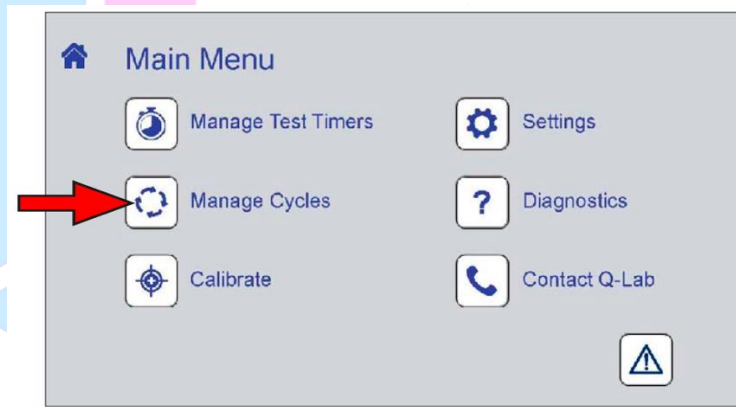 Main Menu
Manage Test Timers
Settings
Manage Cycles
? Diagnostics
Calibrate
Contact Q-Lab